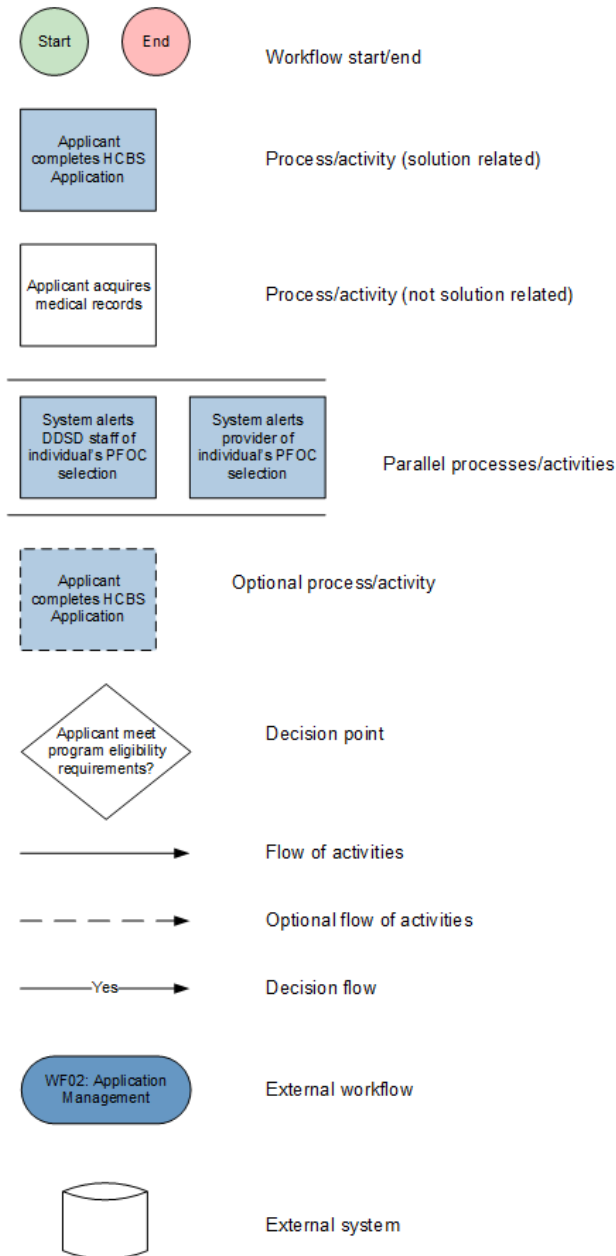 Start
End
Workflow start/end
Applicant
completes HCBS
Application
Process/activity (solution related)
Applicant acquires
medical records
Process/activity (not solution related)
System alerts
DDSD staff of
individual's PFOC
selection
System alerts
provider of
individual's PFOC
selection
Parallel processes/activities
Applicant
completes HCBS
Application
Optional process/activity
Applicant meet
program eligibility
requirements?
Decision point
Flow of activities
Optional flow of activities
Yes
Decision flow
WF02: Application
Management
External workflow
External system